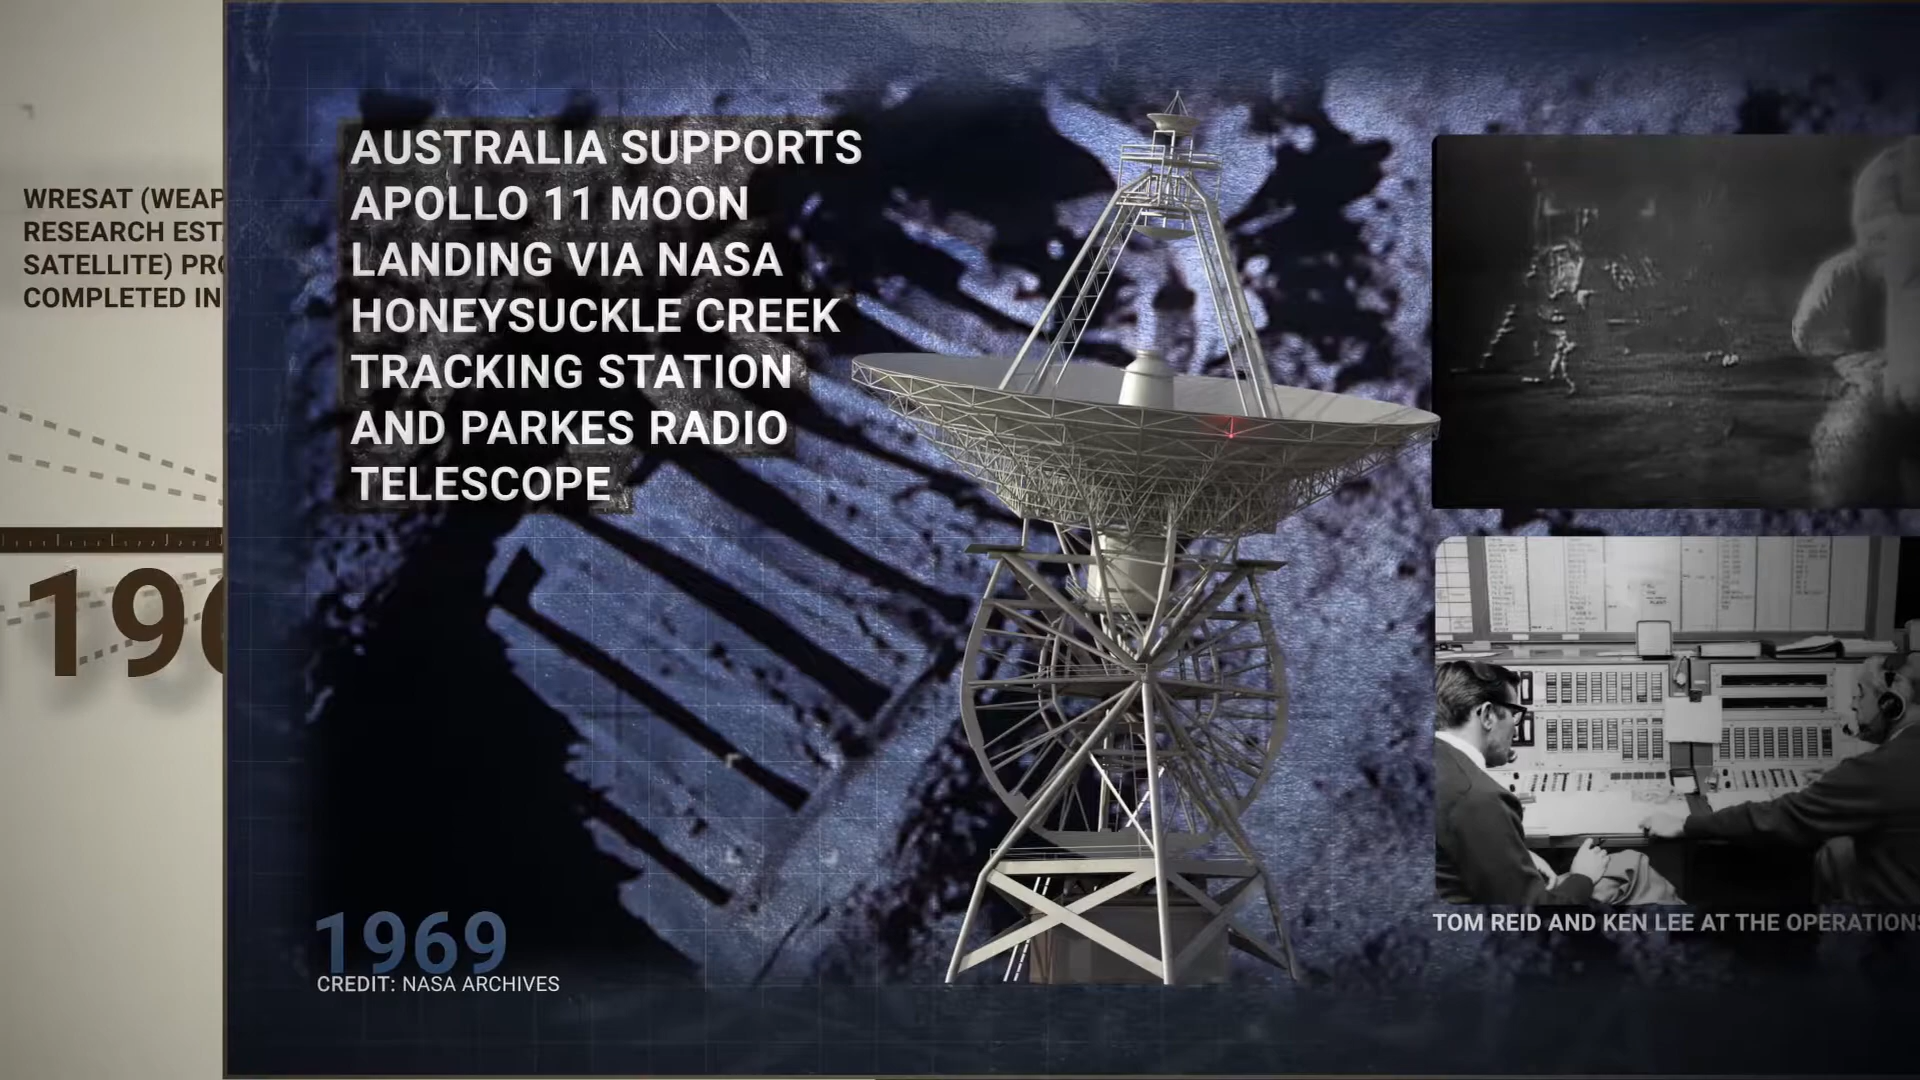 WRESAT (WEAP
RESEARCH EST
SATELLITE) PRO
COMPLETED IN
196
AUSTRALIA SUPPORTS
APOLLO 11 MOON
LANDING VIA NASA
HONEYSUCKLE CREEK
TRACKING STATION
AND PARKES RADIO
TELESCOPE
1969
CREDIT: NASA ARCHIVES
TOM REID AND KEN LEE AT THE OPERATIONS